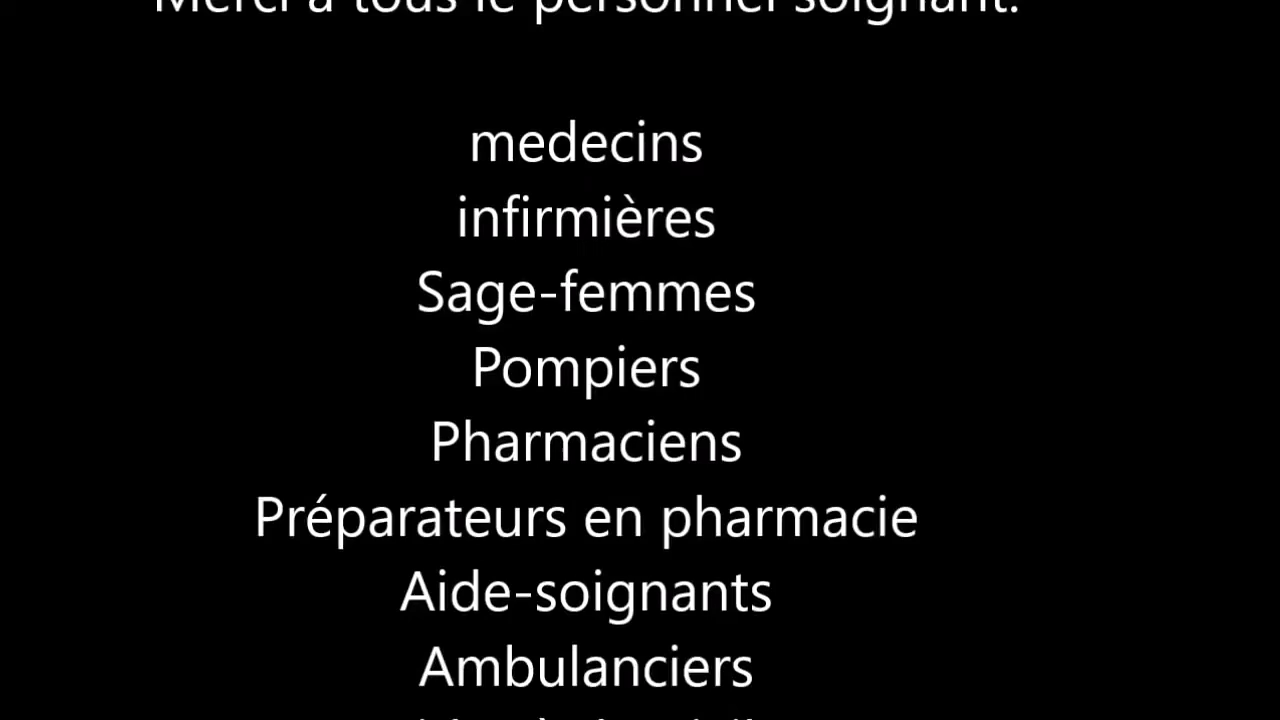 Merci à tous le personnel soignant.
medecins
infirmières
Sage-femmes
Pompiers
Pharmaciens
Préparateurs en pharmacie
Aide-soignants
Ambulanciers